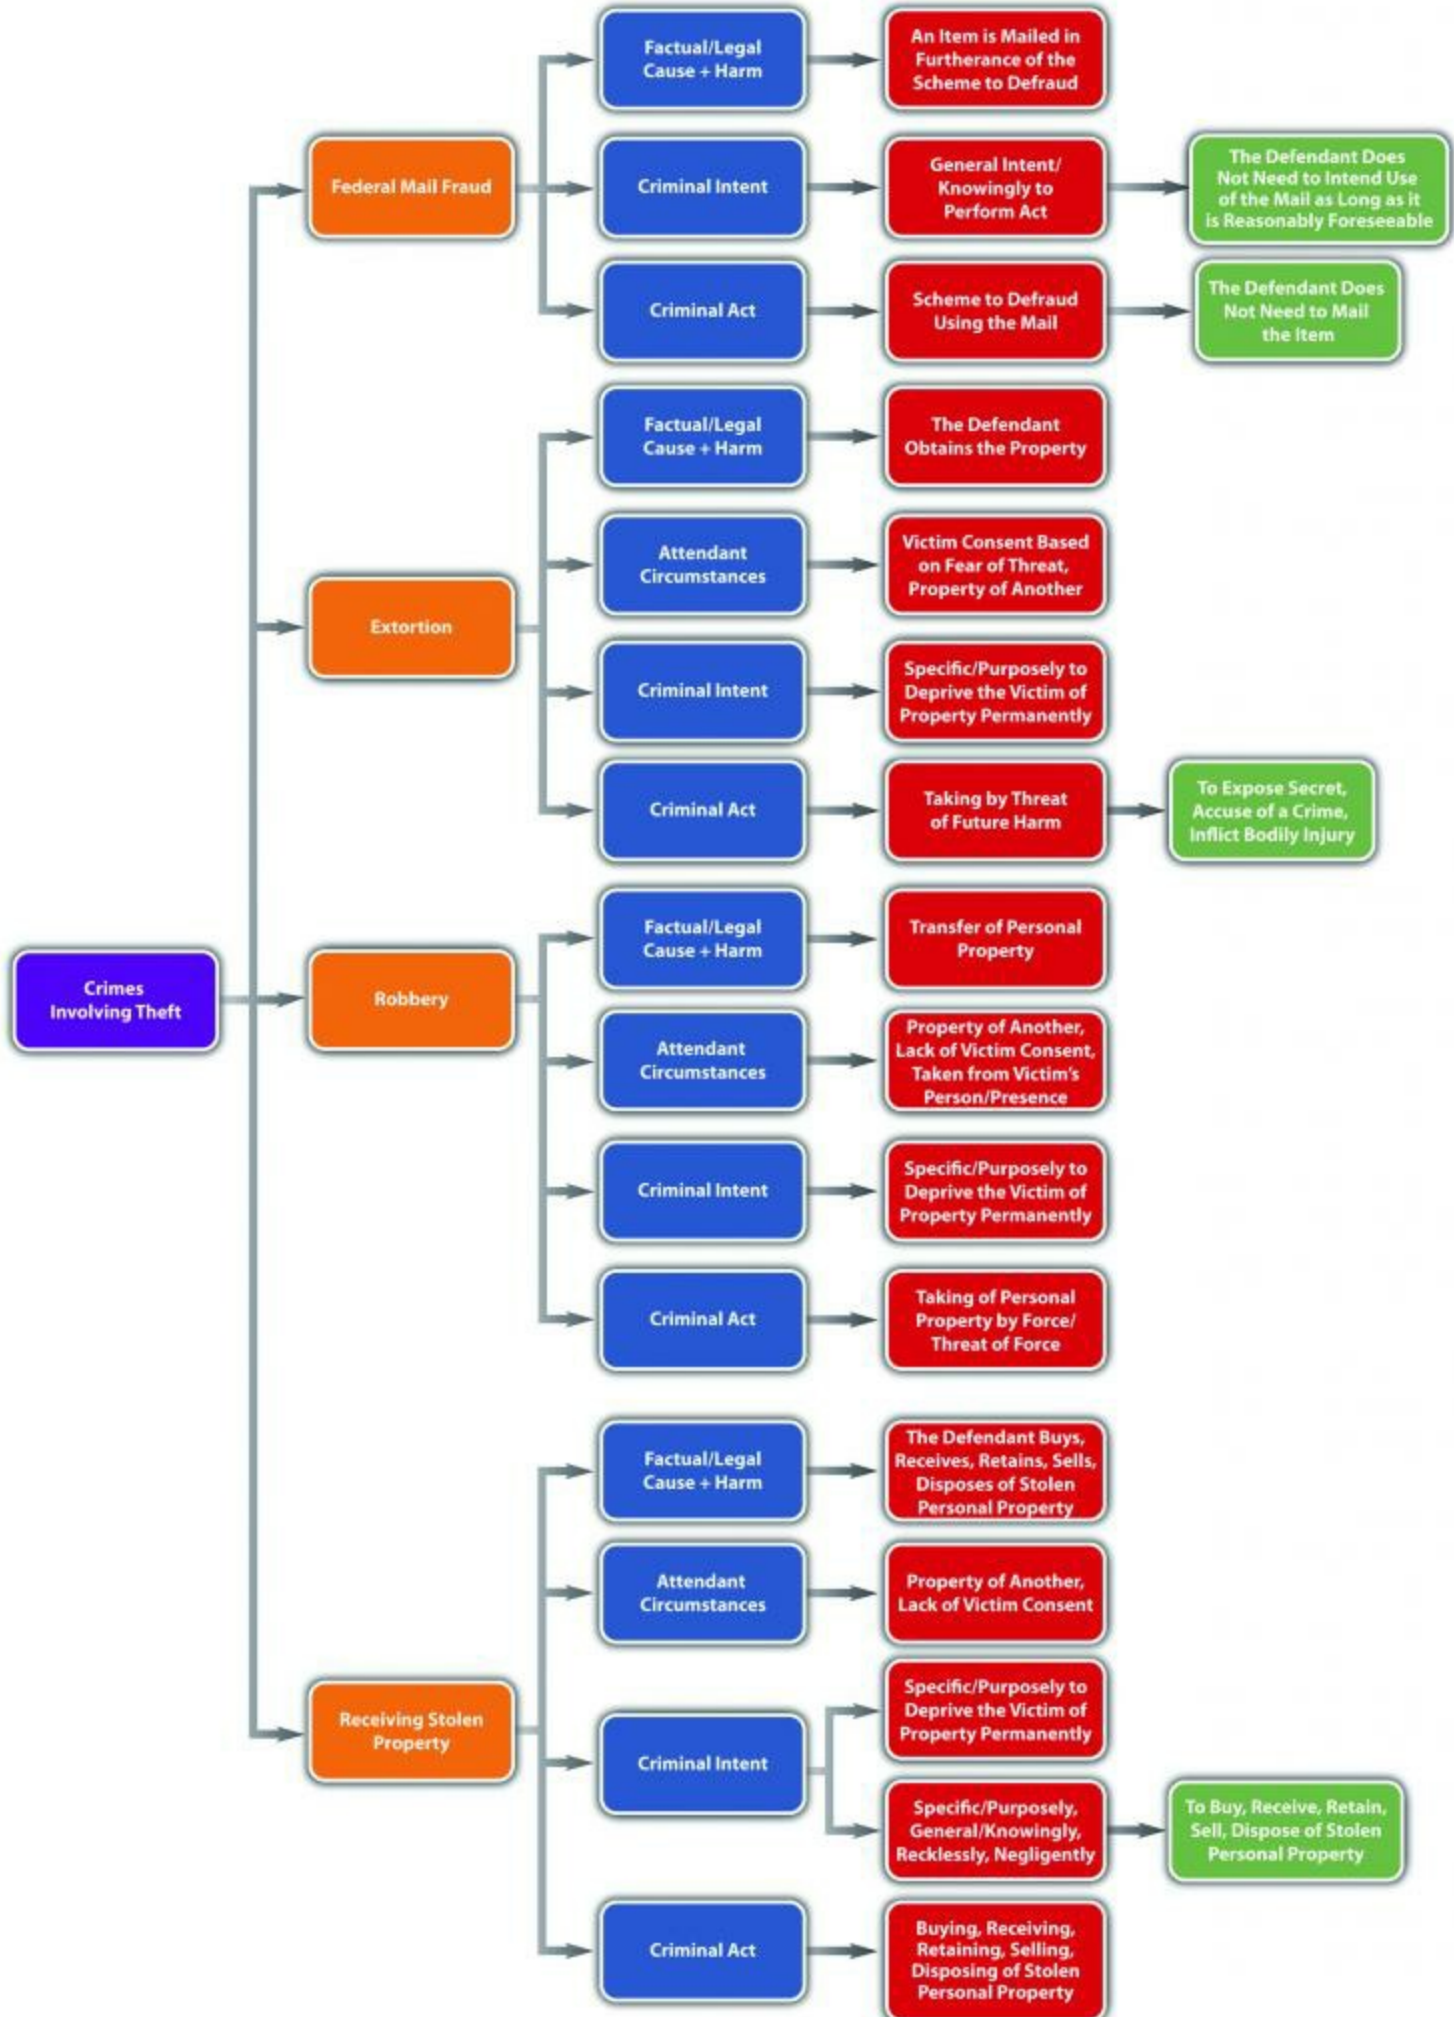 Crimes
Involving Theft
Federal Mail Fraud
Factual/Legal
Cause + Harm
An Item is Mailed in
Furtherance of the
Scheme to Defraud
Criminal Intent
General Intent/
Knowingly to
Perform Act
The Defendant Does
Not Need to Intend Use
of the Mail as Long as it
is Reasonably Foreseeable
Criminal Act
Scheme to Defraud
Using the Mail
The Defendant Does
Not Need to Mail
the Item
Extortion
Factual/Legal
Cause + Harm
The Defendant
Obtains the Property
Attendant
Circumstances
Victim Consent Based
on Fear of Threat,
Property of Another
Criminal Intent
Specific/Purposely to
Deprive the Victim of
Property Permanently
Criminal Act
Taking by Threat
of Future Harm
To Expose Secret,
Accuse of a Crime,
Inflict Bodily Injury
Robbery
Factual/Legal
Cause + Harm
Transfer of Personal
Property
Attendant
Circumstances
Property of Another,
Lack of Victim Consent,
Taken from Victim's
Person/Presence
Criminal Intent
Specific/Purposely to
Deprive the Victim of
Property Permanently
Criminal Act
Taking of Personal
Property by Force/
Threat of Force
Receiving Stolen
Property
Factual/Legal
Cause + Harm
The Defendant Buys,
Receives, Retains, Sells,
Disposes of Stolen
Personal Property
Attendant
Circumstances
Property of Another,
Lack of Victim Consent
Criminal Intent
Specific/Purposely to
Deprive the Victim of
Property Permanently
Specific/Purposely,
General/Knowingly,
Recklessly, Negligently
To Buy, Receive, Retain,
Sell, Dispose of Stolen
Personal Property
Criminal Act
Buying, Receiving,
Retaining, Selling,
Disposing of Stolen
Personal Property